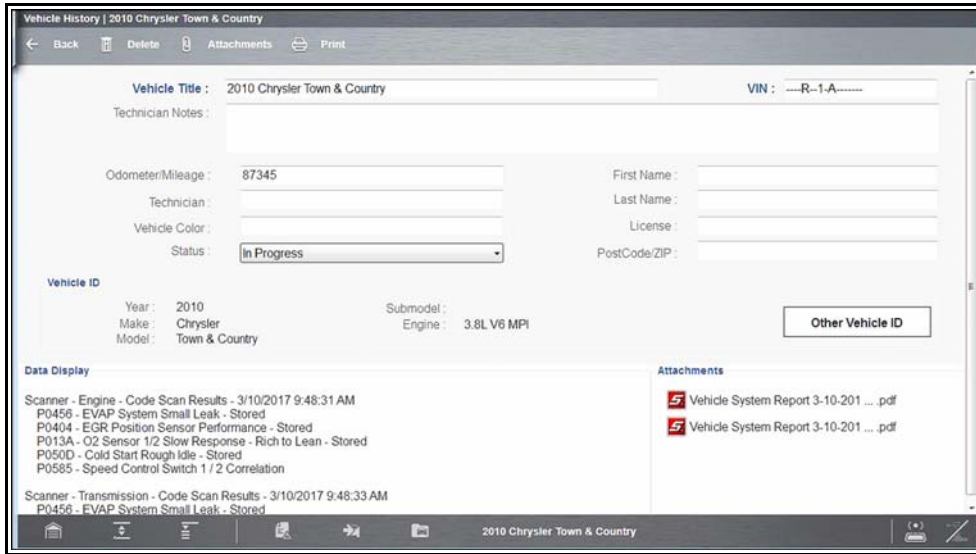 Vehicle History | 2010 Chrysler Town & Country
Back Delete Attachments Print
Vehicle Title : 2010 Chrysler Town & Country VIN : ----R--1-A-------
Technician Notes :
Odometer/Mileage : 87345 First Name :
Technician : Last Name :
Vehicle Color : License :
Status : In Progress PostCode/ZIP :
Vehicle ID
Year : 2010 Submodel :
Make : Chrysler Engine : 3.8L V6 MPI
Model : Town & Country
Other Vehicle ID
Data Display
Scanner - Engine - Code Scan Results - 3/10/2017 9:48:31 AM
P0456 - EVAP System Small Leak - Stored
P0404 - EGR Position Sensor Performance - Stored
P013A - O2 Sensor 1/2 Slow Response - Rich to Lean - Stored
P050D - Cold Start Rough Idle - Stored
P0585 - Speed Control Switch 1 / 2 Correlation
Scanner - Transmission - Code Scan Results - 3/10/2017 9:48:33 AM
P0456 - EVAP System Small Leak - Stored
Attachments
Vehicle System Report 3-10-201 ... .pdf
Vehicle System Report 3-10-201 ... .pdf
2010 Chrysler Town & Country